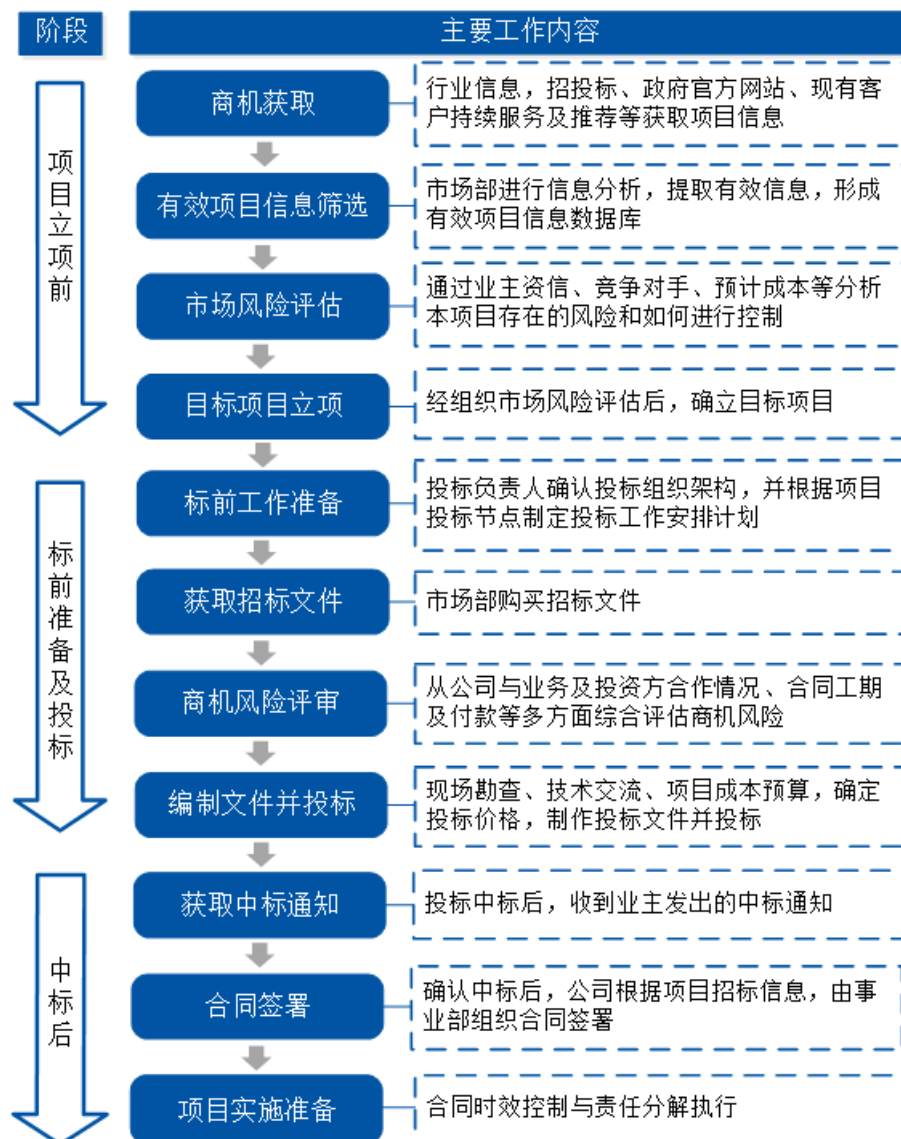 阶段
主要工作内容
项目立项前
商机获取
行业信息，招投标、政府官方网站、现有客
户持续服务及推荐等获取项目信息
有效项目信息筛选
市场部进行信息分析，提取有效信息，形成
有效项目信息数据库
市场风险评估
通过业主资信、竞争对手、预计成本等分析
本项目存在的风险和如何进行控制
目标项目立项
经组织市场风险评估后，确立目标项目
标前准备及投标
标前工作准备
投标负责人确认投标组织架构，并根据项目
投标节点制定投标工作安排计划
获取招标文件
市场部购买招标文件
商机风险评审
从公司与业务及投资方合作情况、合同工期
及付款等多方面综合评估商机风险
编制文件并投标
现场勘查、技术交流、项目成本预算，确定
投标价格，制作投标文件并投标
中标后
获取中标通知
投标中标后，收到业主发出的中标通知
合同签署
确认中标后，公司根据项目招标信息，由事
业部组织合同签署
项目实施准备
合同时效控制与责任分解执行